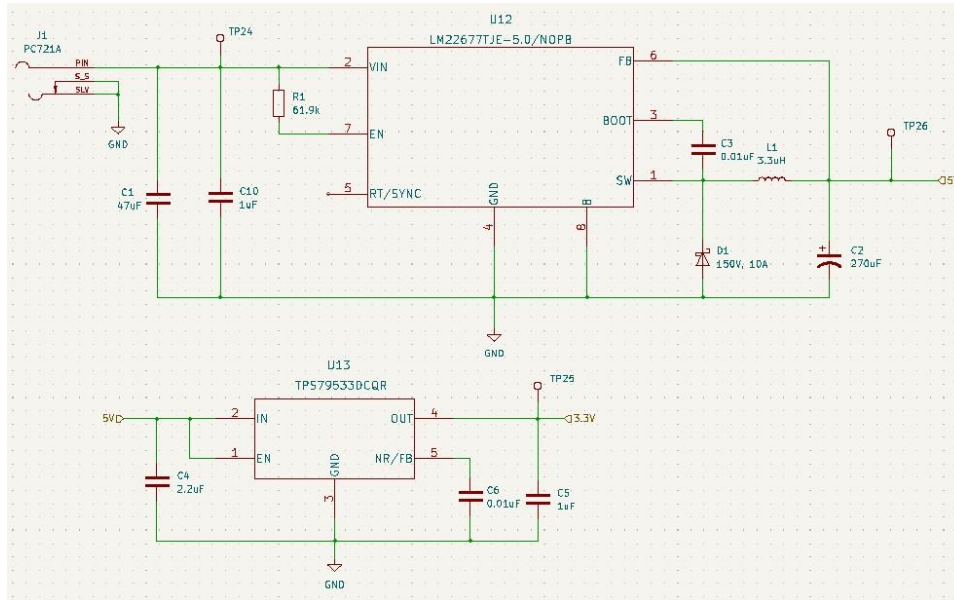 U12
LM22677TJE-5.0/NOPB
J1
PC721A
PIN
S_S
SLV
GND
TP24
R1
61.9k
C1
47uF
C10
1uF
2
VIN
7
EN
5
RT/SYNC
GND
4
B
8
FB
6
BOOT
3
SW
1
C3
0.01uF
L1
3.3uH
TP26
D1
150V, 10A
C2
270uF
+
GND
U13
TPS79533DCQR
5V
2
IN
1
EN
GND
3
OUT
4
NR/FB
5
C4
2.2uF
C6
0.01uF
C5
1uF
TP25
3.3V
GND